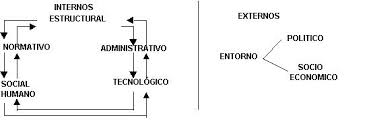 INTERNOS
ESTRUCTURAL
NORMATIVO
ADMINISTRATIVO
SOCIAL
HUMANO
TECNOLÓGICO
EXTERNOS
POLITICO
ENTORNO
SOCIO
ECONOMICO